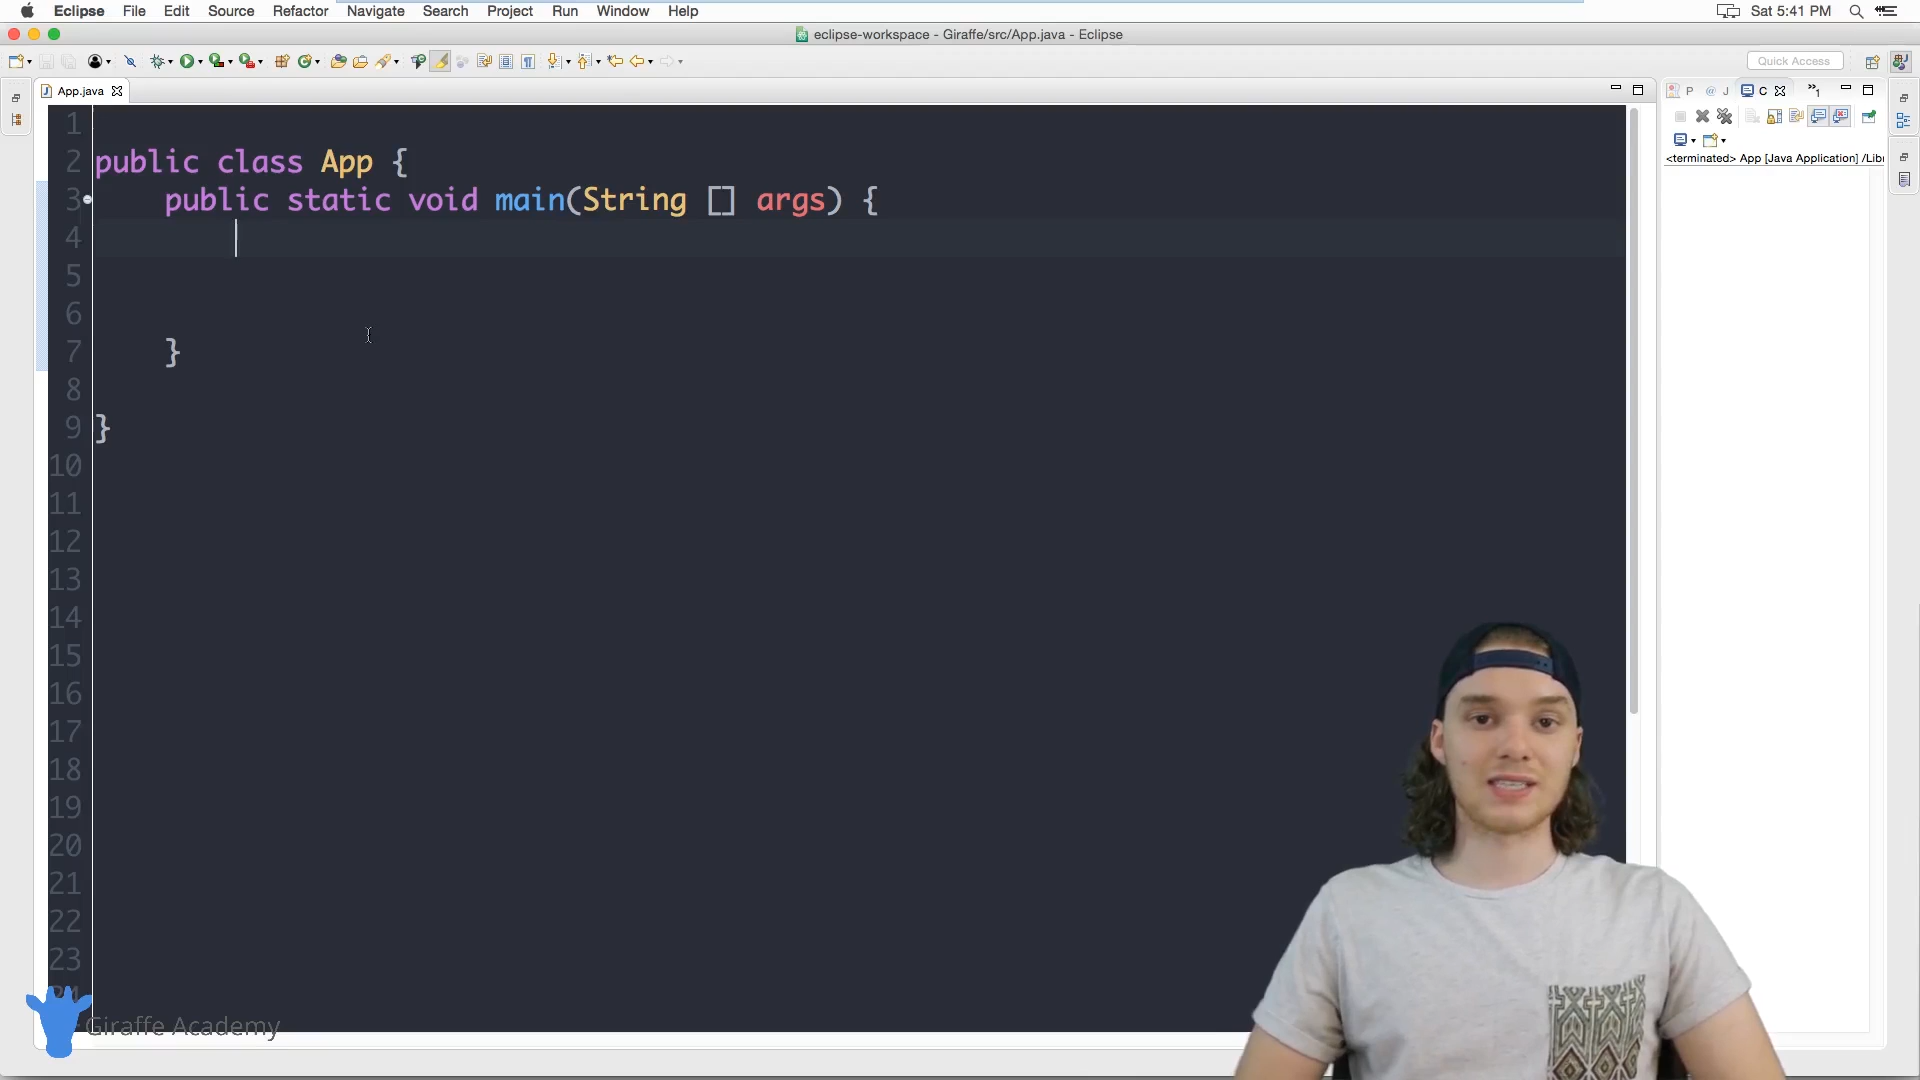 Eclipse File Edit Source Refactor Navigate Search Project Run Window Help Sat 5:41 PM
eclipse-workspace - Giraffe/src/App.java - Eclipse
Quick Access
App.java
P @ J C 1
<terminated> App [Java Application] /Libr
1
2 public class App {
3 public static void main(String [] args) {
4
5
6
7 }
8
9 }
10
11
12
13
14
15
16
17
18
19
20
21
22
23
24
Giraffe Academy